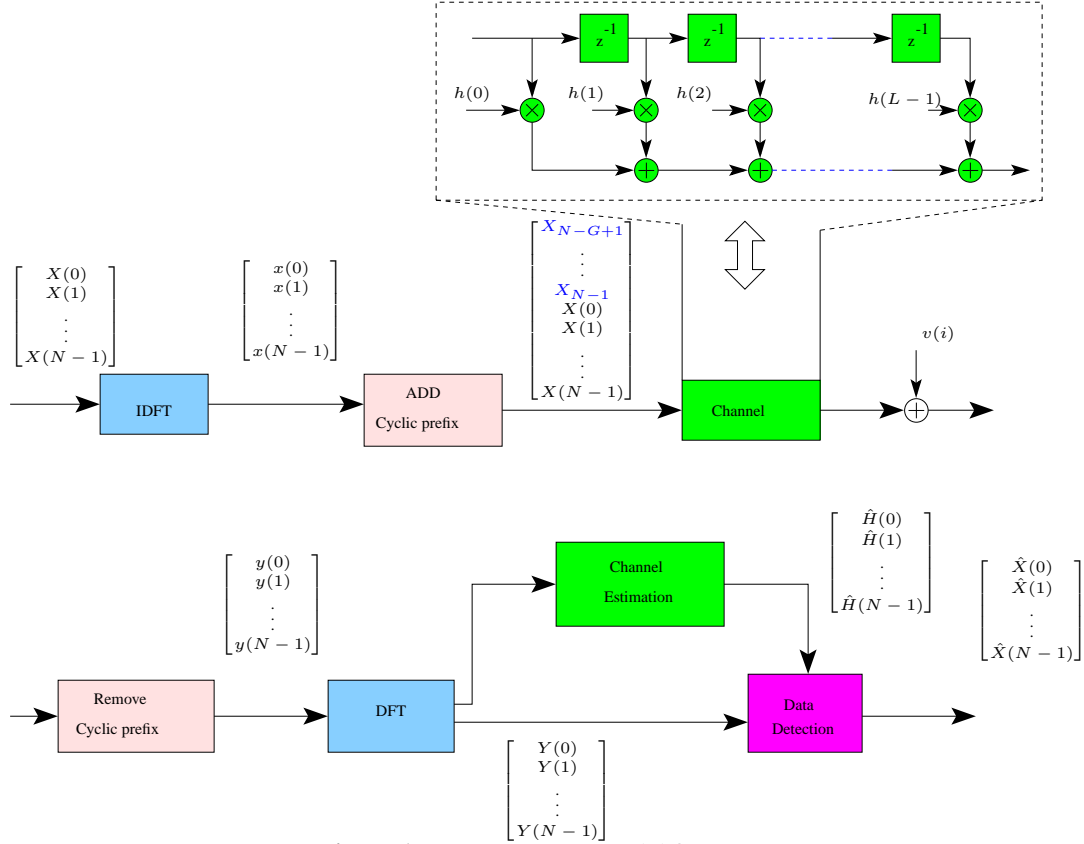 z⁻¹ z⁻¹ z⁻¹
h(0) h(1) h(2) h(L − 1)
X_{N−G+1}
.
.
.
X_{N−1}
X(0)
X(1)
.
.
.
X(N − 1)
X(0)
X(1)
.
.
.
X(N − 1)
x(0)
x(1)
.
.
.
x(N − 1)
v(i)
IDFT
ADD
Cyclic prefix
Channel
y(0)
y(1)
.
.
.
y(N − 1)
Channel
Estimation
Ĥ(0)
Ĥ(1)
.
.
.
Ĥ(N − 1)
X̂(0)
X̂(1)
.
.
.
X̂(N − 1)
Remove
Cyclic prefix
DFT
Data
Detection
Y(0)
Y(1)
.
.
.
Y(N − 1)